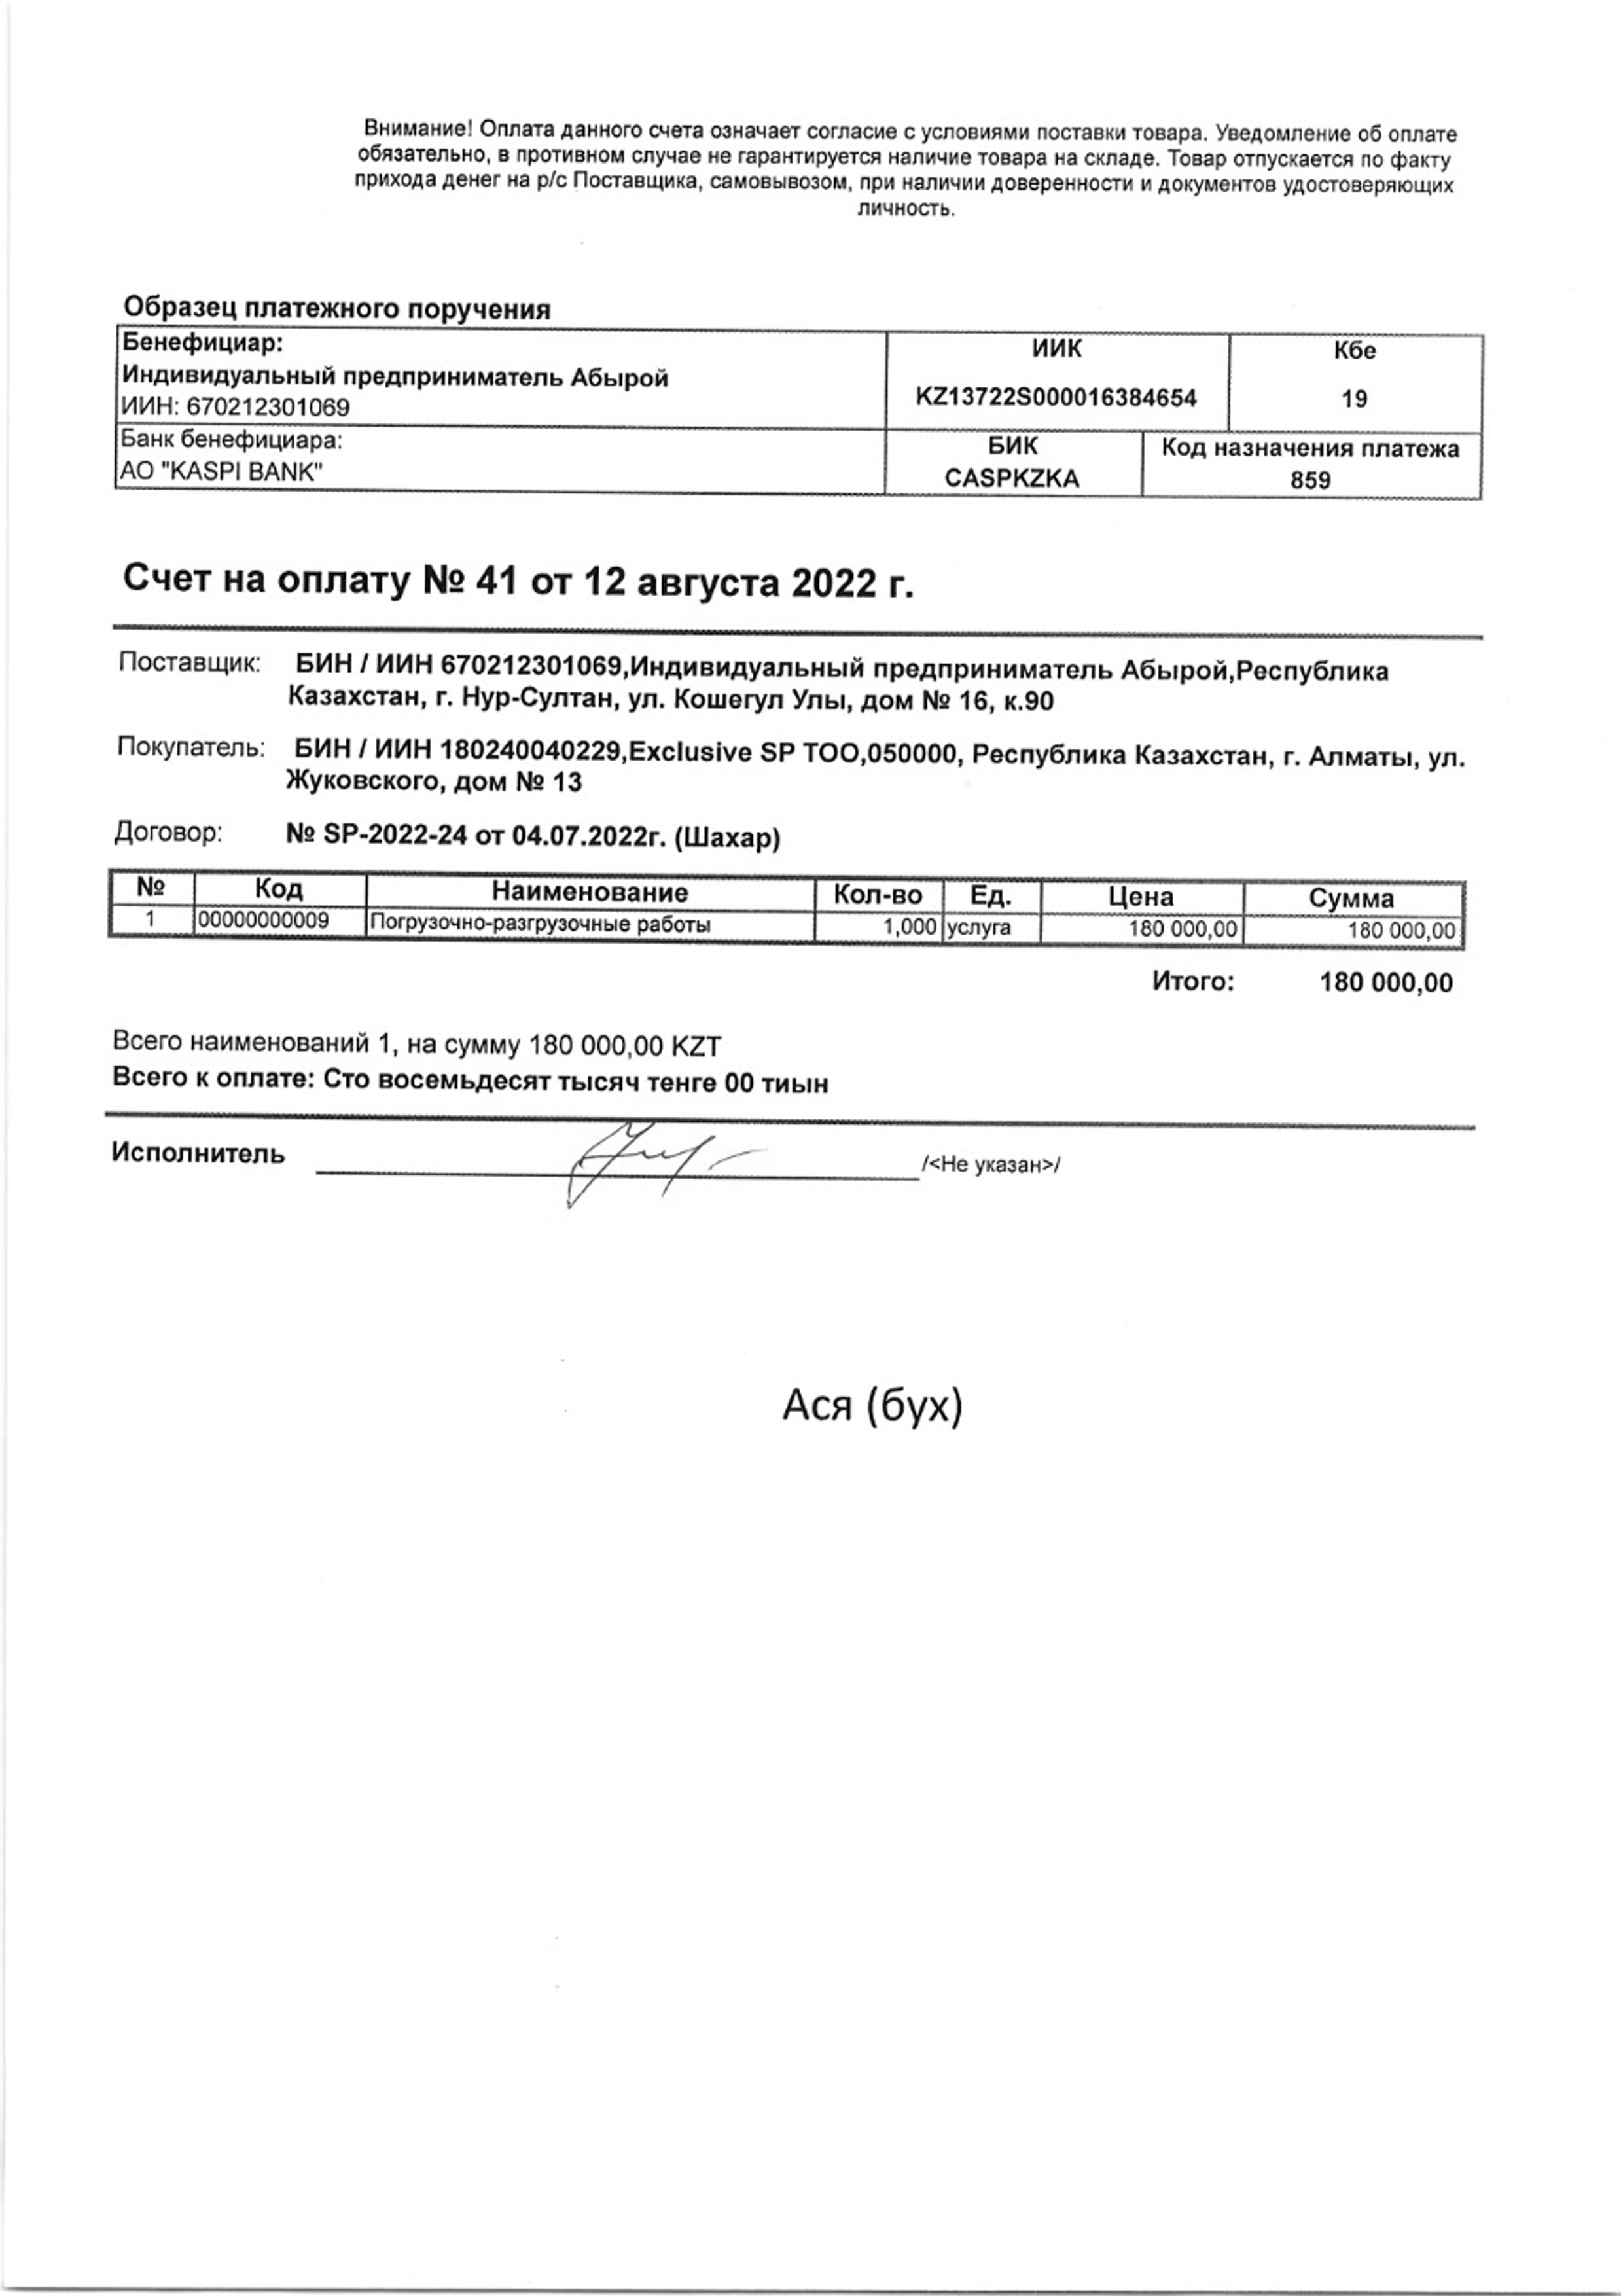 Внимание! Оплата данного счета означает согласие с условиями поставки товара. Уведомление об оплате
обязательно, в противном случае не гарантируется наличие товара на складе. Товар отпускается по факту
прихода денег на р/с Поставщика, самовывозом, при наличии доверенности и документов удостоверяющих
личность.
Образец платежного поручения
Бенефициар: ИИК Кбе
Индивидуальный предприниматель Абырой
ИИН: 670212301069 KZ13722S000016384654 19
Банк бенефициара: БИК Код назначения платежа
АО "KASPI BANK" CASPKZKA 859
Счет на оплату № 41 от 12 августа 2022 г.
Поставщик: БИН / ИИН 670212301069,Индивидуальный предприниматель Абырой,Республика
Казахстан, г. Нур-Султан, ул. Кошегул Улы, дом № 16, к.90
Покупатель: БИН / ИИН 180240040229,Exclusive SP ТОО,050000, Республика Казахстан, г. Алматы, ул.
Жуковского, дом № 13
Договор: № SP-2022-24 от 04.07.2022г. (Шахар)
№ Код Наименование Кол-во Ед. Цена Сумма
1 00000000009 Погрузочно-разгрузочные работы 1,000 услуга 180 000,00 180 000,00
Итого: 180 000,00
Всего наименований 1, на сумму 180 000,00 KZT
Всего к оплате: Сто восемьдесят тысяч тенге 00 тиын
Исполнитель /<Не указан>/
Ася (бух)